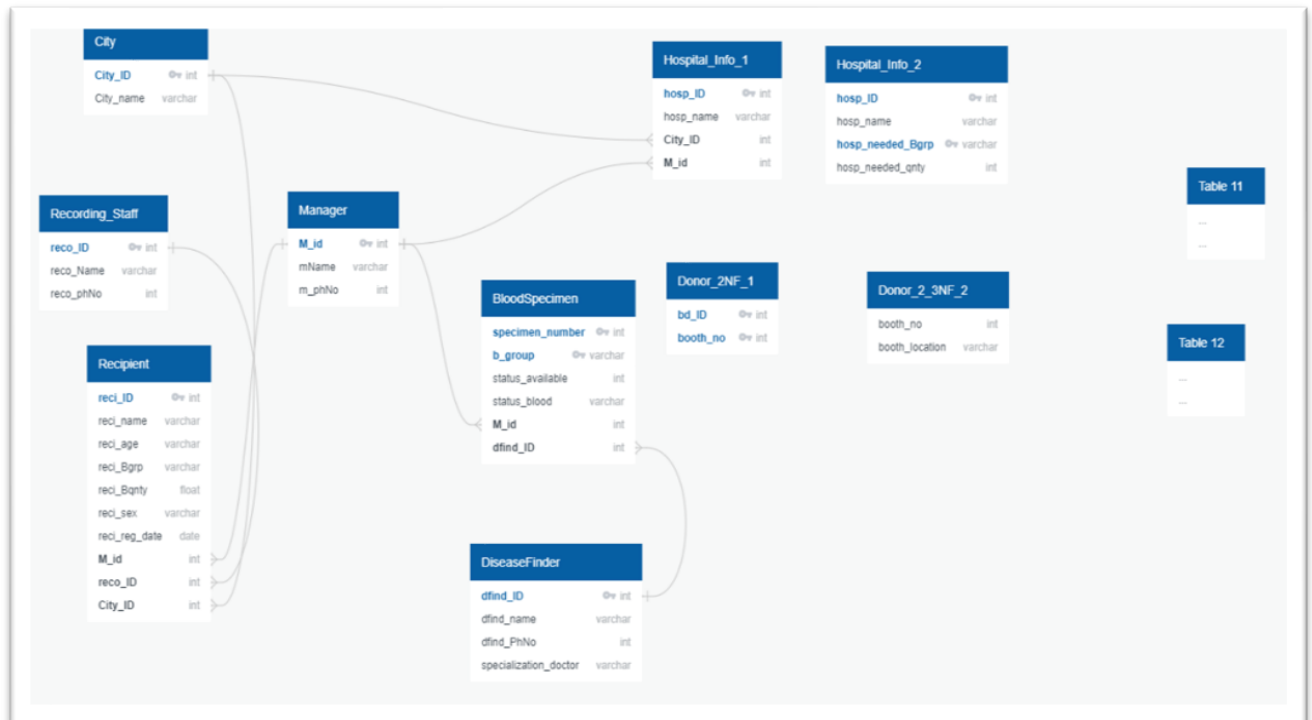 City
City_ID int
City_name varchar
Hospital_Info_1
hosp_ID int
hosp_name varchar
City_ID int
M_id int
Hospital_Info_2
hosp_ID int
hosp_name varchar
hosp_needed_Bgrp varchar
hosp_needed_qnty int
Table 11
...
...
Recording_Staff
reco_ID int
reco_Name varchar
reco_phNo int
Manager
M_id int
mName varchar
m_phNo int
BloodSpecimen
specimen_number int
b_group varchar
status_available int
status_blood varchar
M_id int
dfind_ID int
Donor_2NF_1
bd_ID int
booth_no int
Donor_2_3NF_2
booth_no int
booth_location varchar
Table 12
...
...
Recipient
reci_ID int
reci_name varchar
reci_age varchar
reci_Bgrp varchar
reci_Bqnty float
reci_sex varchar
reci_reg_date date
M_id int
reco_ID int
City_ID int
DiseaseFinder
dfind_ID int
dfind_name varchar
dfind_PhNo int
specialization_doctor varchar